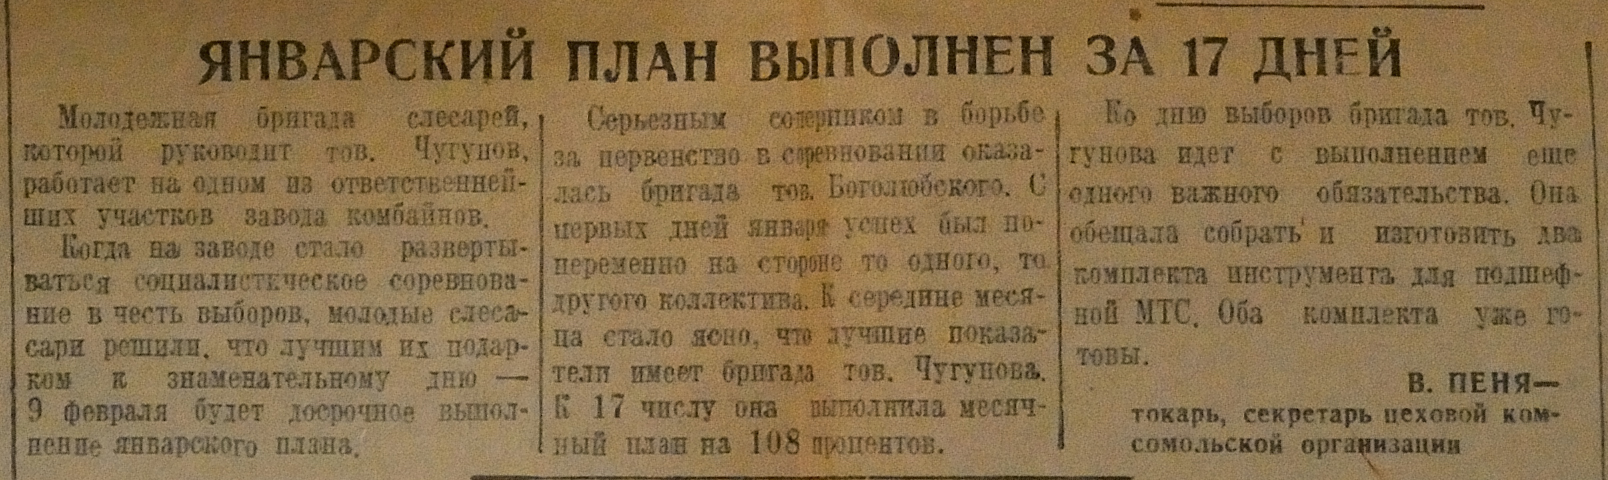 ЯНВАРСКИЙ ПЛАН ВЫПОЛНЕН ЗА 17 ДНЕЙ
Молодежная бригада слесарей,
которой руководит тов. Чугунов,
работает на одном из ответственней-
ших участков завода комбайнов.
Когда на заводе стало разверты-
ваться социалистическое соревнова-
ние в честь выборов, молодые слеса-
сари решили, что лучшим их подар-
ком к знаменательному дню —
9 февраля будет досрочное выпол-
нение январского плана.
Серьезным соперником в борьбе
за первенство в соревновании оказа-
лась бригада тов. Боголюбского. С
первых дней января успех был по-
переменно на стороне то одного, то
другого коллектива. К середине меся-
ца стало ясно, что лучшие показа-
тели имеет бригада тов. Чугунова.
К 17 числу она выполнила месяч-
ный план на 108 процентов.
Ко дню выборов бригада тов. Чу-
гунова идет с выполнением еще
одного важного обязательства. Она
обещала собрать и изготовить два
комплекта инструмента для подшеф-
ной МТС. Оба комплекта уже го-
товы.
В. ПЕНЯ—
токарь, секретарь цеховой ком-
сомольской организации